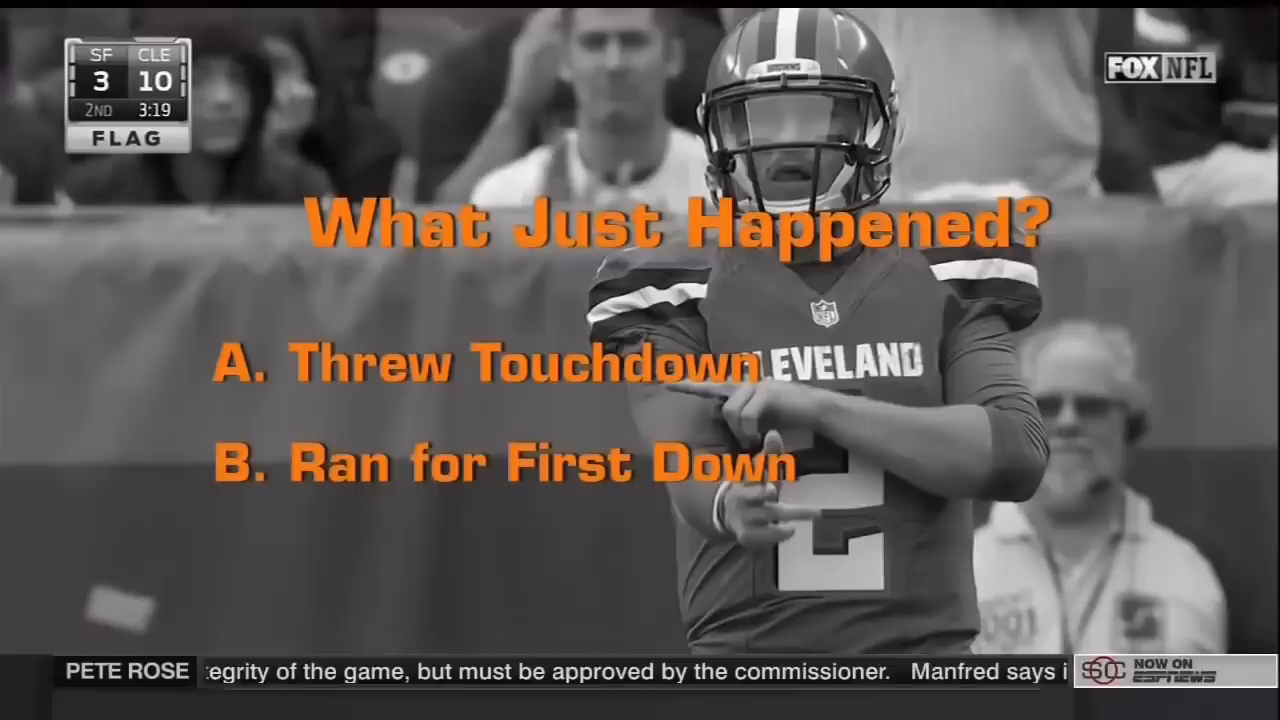 SF CLE
3 10
2ND 3:19
FLAG
FOX NFL
BROWNS
What Just Happened?
NFL
CLEVELAND
A. Threw Touchdown
B. Ran for First Down
2
PETE ROSE
egrity of the game, but must be approved by the commissioner. Manfred says i
SC
NOW ON
ESPNEWS